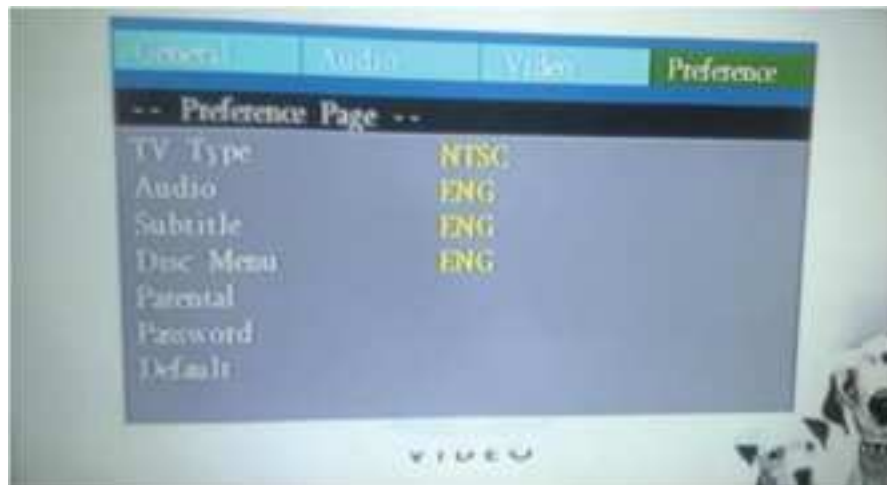 General Audio Video Preference
-- Preference Page --
TV Type NTSC
Audio ENG
Subtitle ENG
Disc Menu ENG
Parental
Password
Default
VIDEO